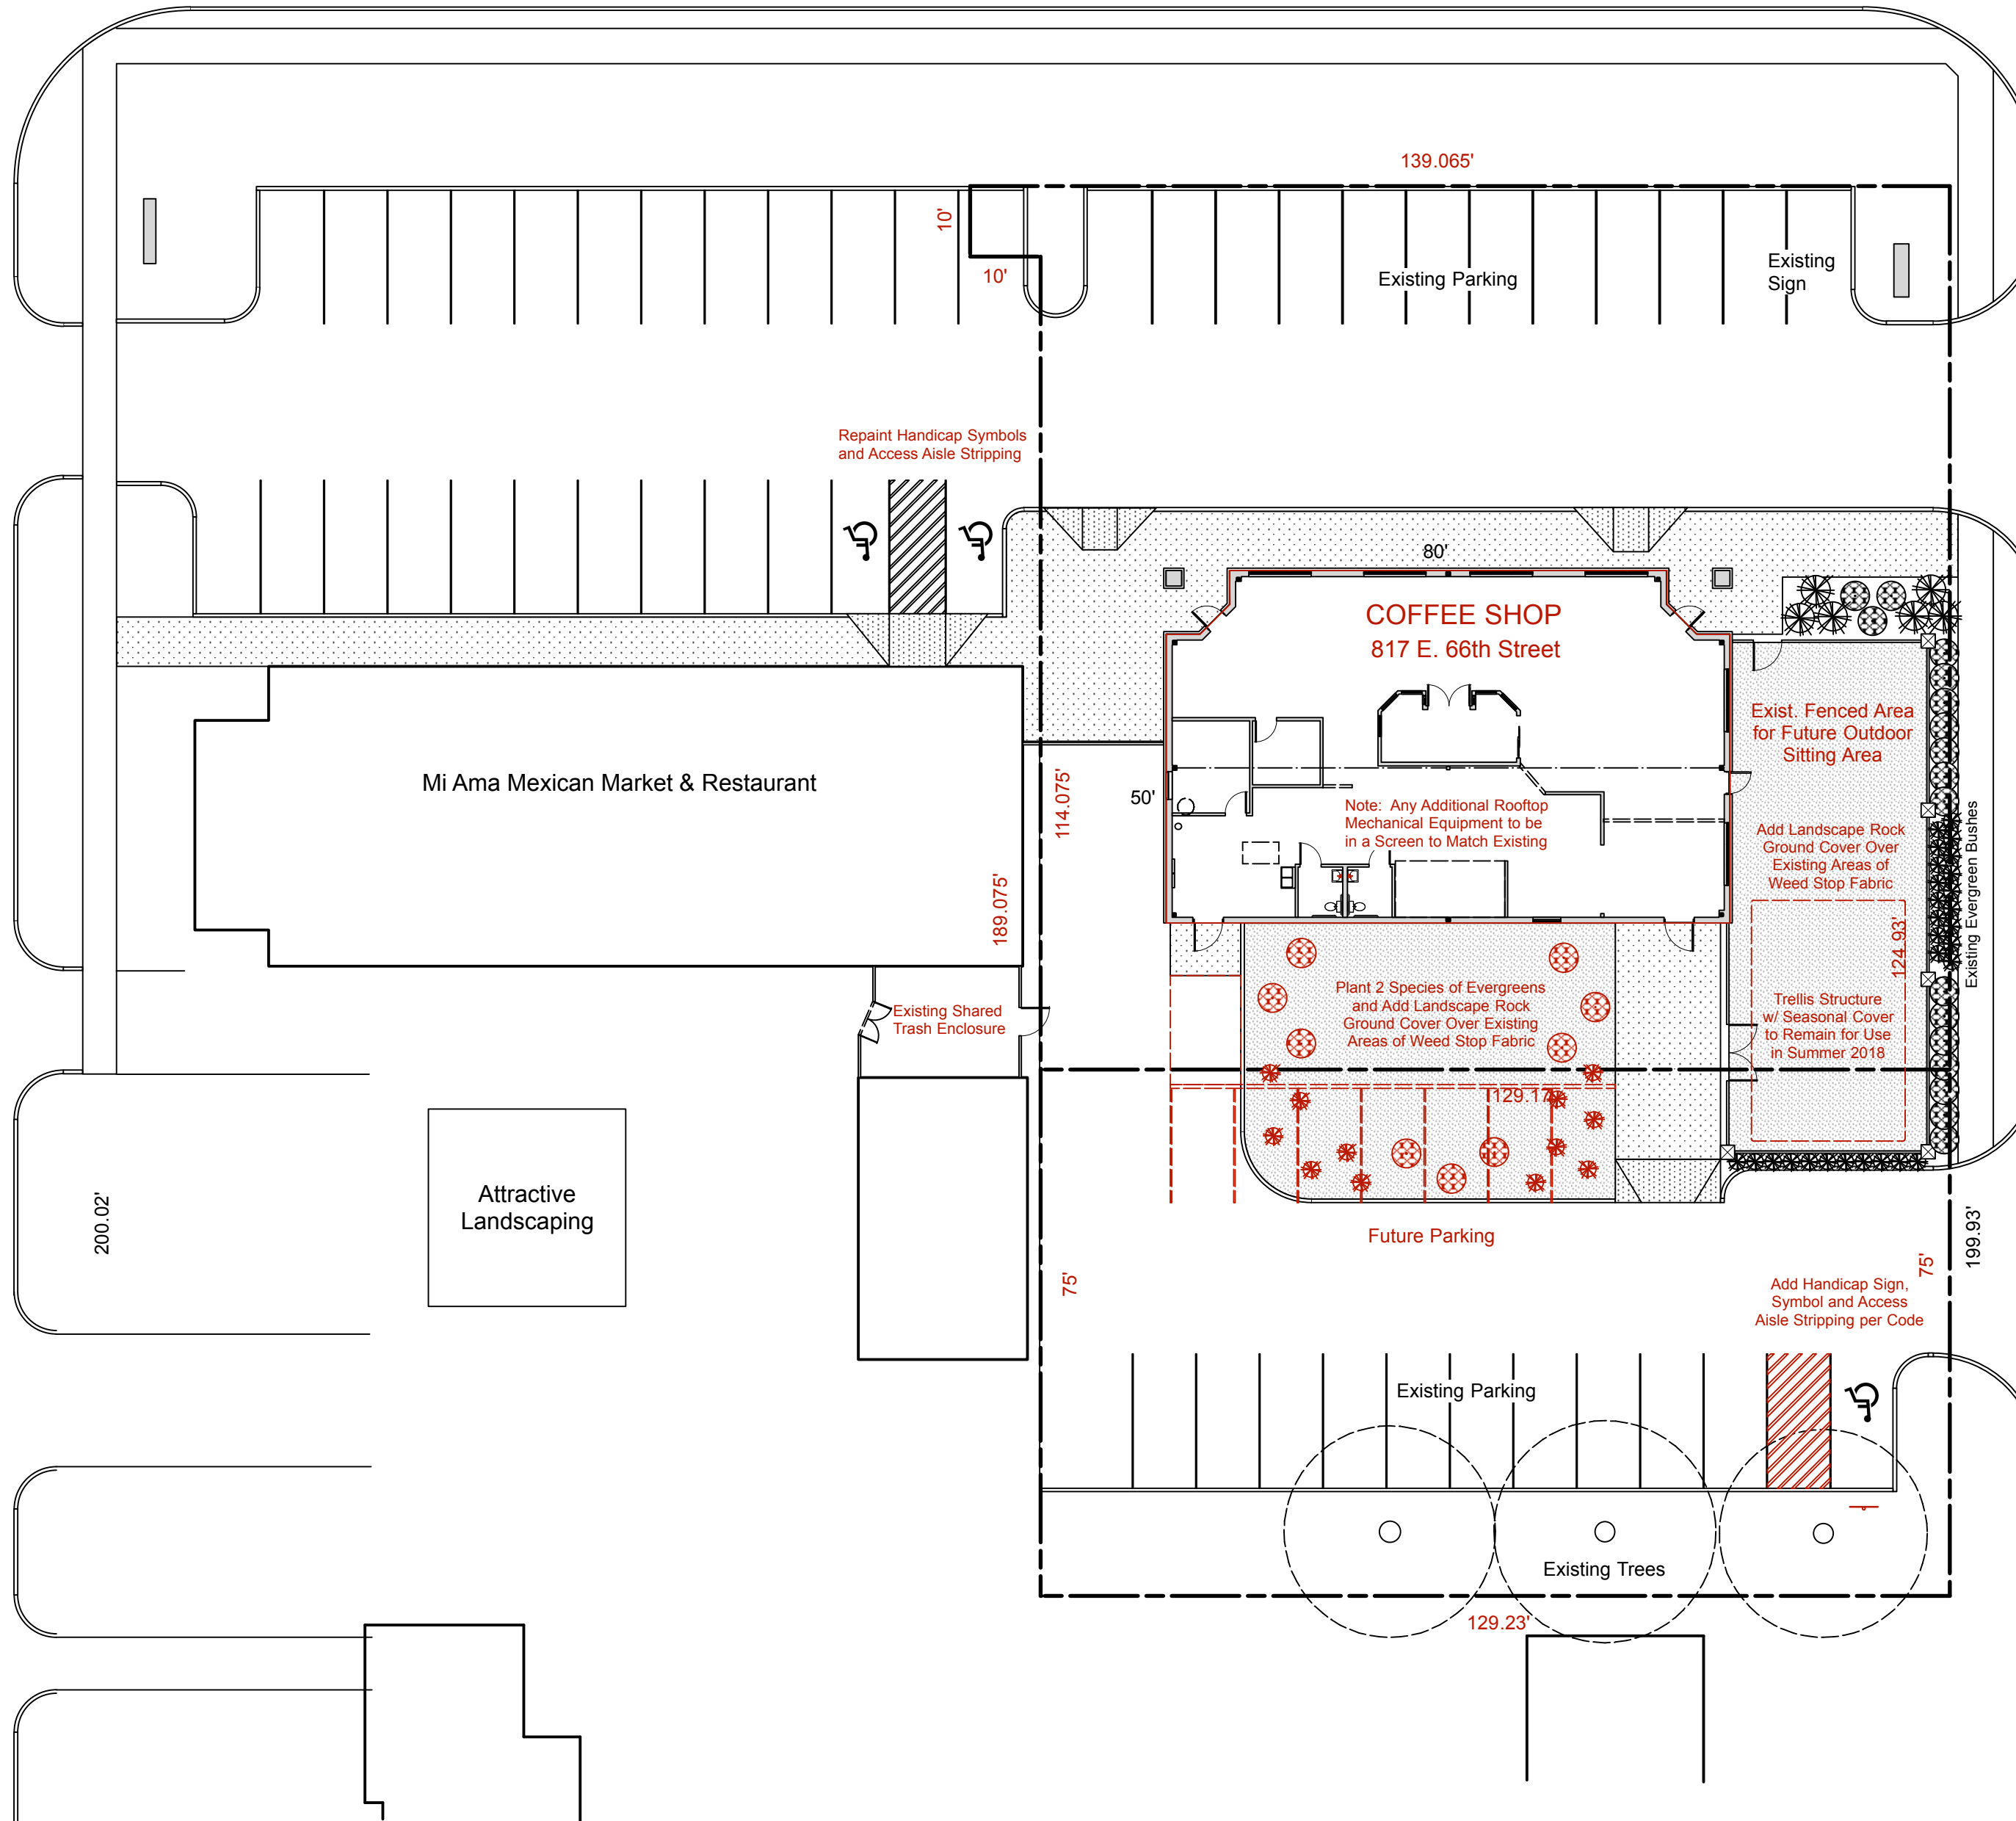 139.065'
10'
10'
Existing Parking
Existing
Sign
Repaint Handicap Symbols
and Access Aisle Stripping
80'
COFFEE SHOP
817 E. 66th Street
Exist. Fenced Area
for Future Outdoor
Sitting Area
Mi Ama Mexican Market & Restaurant
114.075'
50'
Note: Any Additional Rooftop
Mechanical Equipment to be
in a Screen to Match Existing
Add Landscape Rock
Ground Cover Over
Existing Areas of
Weed Stop Fabric
Existing Evergreen Bushes
189.075'
124.93'
Existing Shared
Trash Enclosure
Plant 2 Species of Evergreens
and Add Landscape Rock
Ground Cover Over Existing
Areas of Weed Stop Fabric
Trellis Structure
w/ Seasonal Cover
to Remain for Use
in Summer 2018
129.17'
Attractive
Landscaping
200.02'
Future Parking
199.93'
75'
75'
Add Handicap Sign,
Symbol and Access
Aisle Stripping per Code
Existing Parking
Existing Trees
129.23'